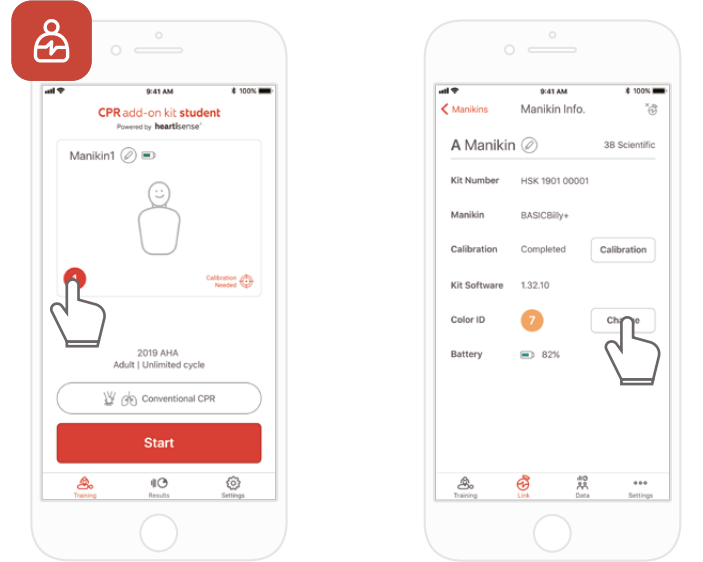 9:41 AM
100%
CPR add-on kit student
Powered by heartisense
Manikin1
Calibration
Needed
2019 AHA
Adult | Unlimited cycle
Conventional CPR
Start
Training
Results
Settings
9:41 AM
100%
Manikins
Manikin Info.
A Manikin
3B Scientific
Kit Number
HSK 1901 00001
Manikin
BASICBilly+
Calibration
Completed
Calibration
Kit Software
1.32.10
Color ID
7
Battery
82%
Training
Link
Data
Settings